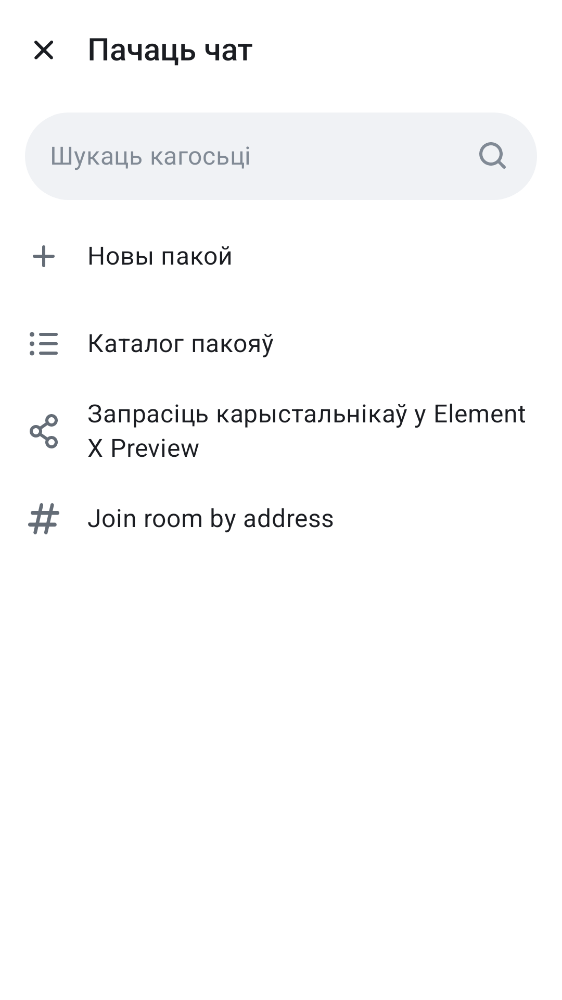 Пачаць чат
Шукаць кагосьці
Новы пакой
Каталог пакояў
Запрасіць карыстальнікаў у Element
X Preview
Join room by address